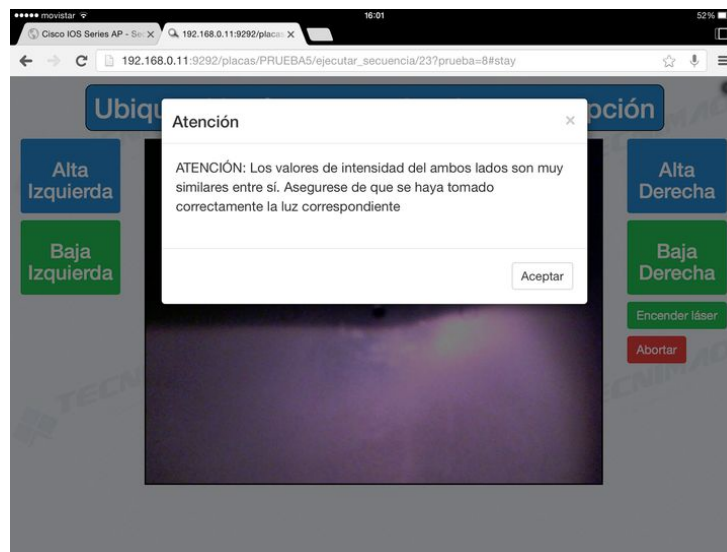 movistar 16:01 52%
Cisco IOS Series AP - Se X 192.168.0.11:9292/placas X
192.168.0.11:9292/placas/PRUEBA5/ejecutar_secuencia/23?prueba=8#stay
Atención ×
ATENCIÓN: Los valores de intensidad del ambos lados son muy
similares entre sí. Asegurese de que se haya tomado
correctamente la luz correspondiente
Aceptar
Alta
Izquierda
Baja
Izquierda
Alta
Derecha
Baja
Derecha
Encender láser
Abortar